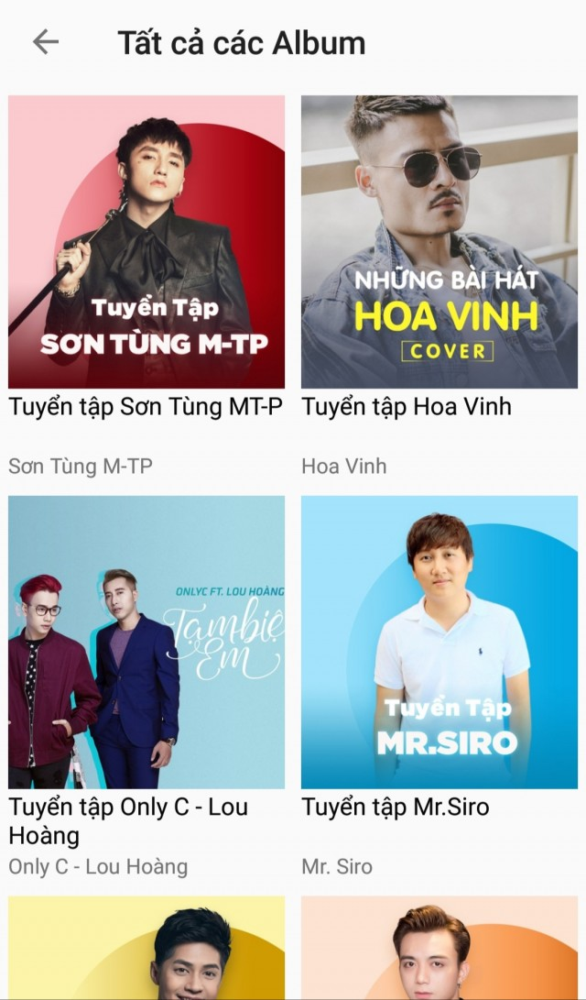 Tất cả các Album
Tuyển Tập
SƠN TÙNG M-TP
NHỮNG BÀI HÁT
HOA VINH
COVER
Tuyển tập Sơn Tùng MT-P
Tuyển tập Hoa Vinh
Sơn Tùng M-TP
Hoa Vinh
ONLYC FT. LOU HOÀNG
Tạm biệ
Em
Tuyển Tập
MR.SIRO
Tuyển tập Only C - Lou
Hoàng
Tuyển tập Mr.Siro
Only C - Lou Hoàng
Mr. Siro